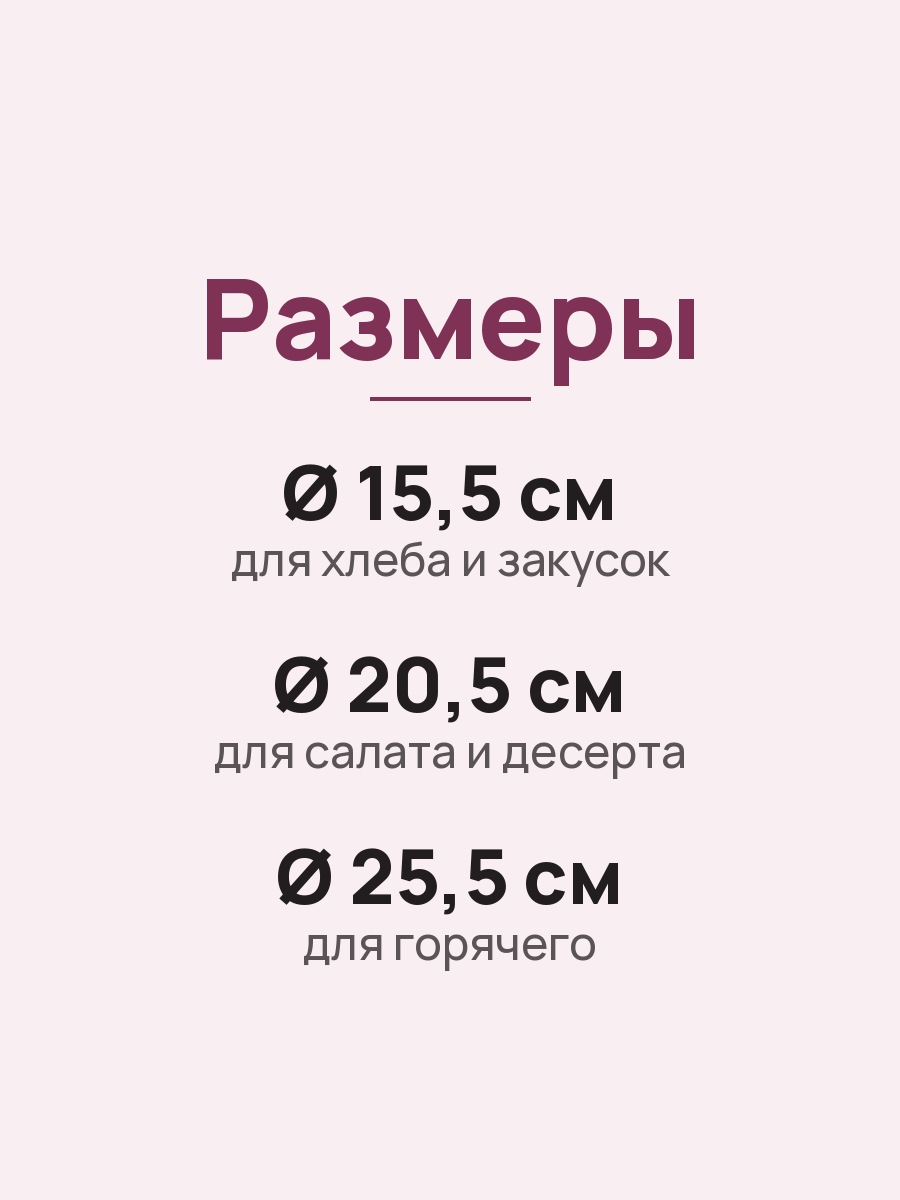 Размеры
Ø 15,5 см
для хлеба и закусок
Ø 20,5 см
для салата и десерта
Ø 25,5 см
для горячего